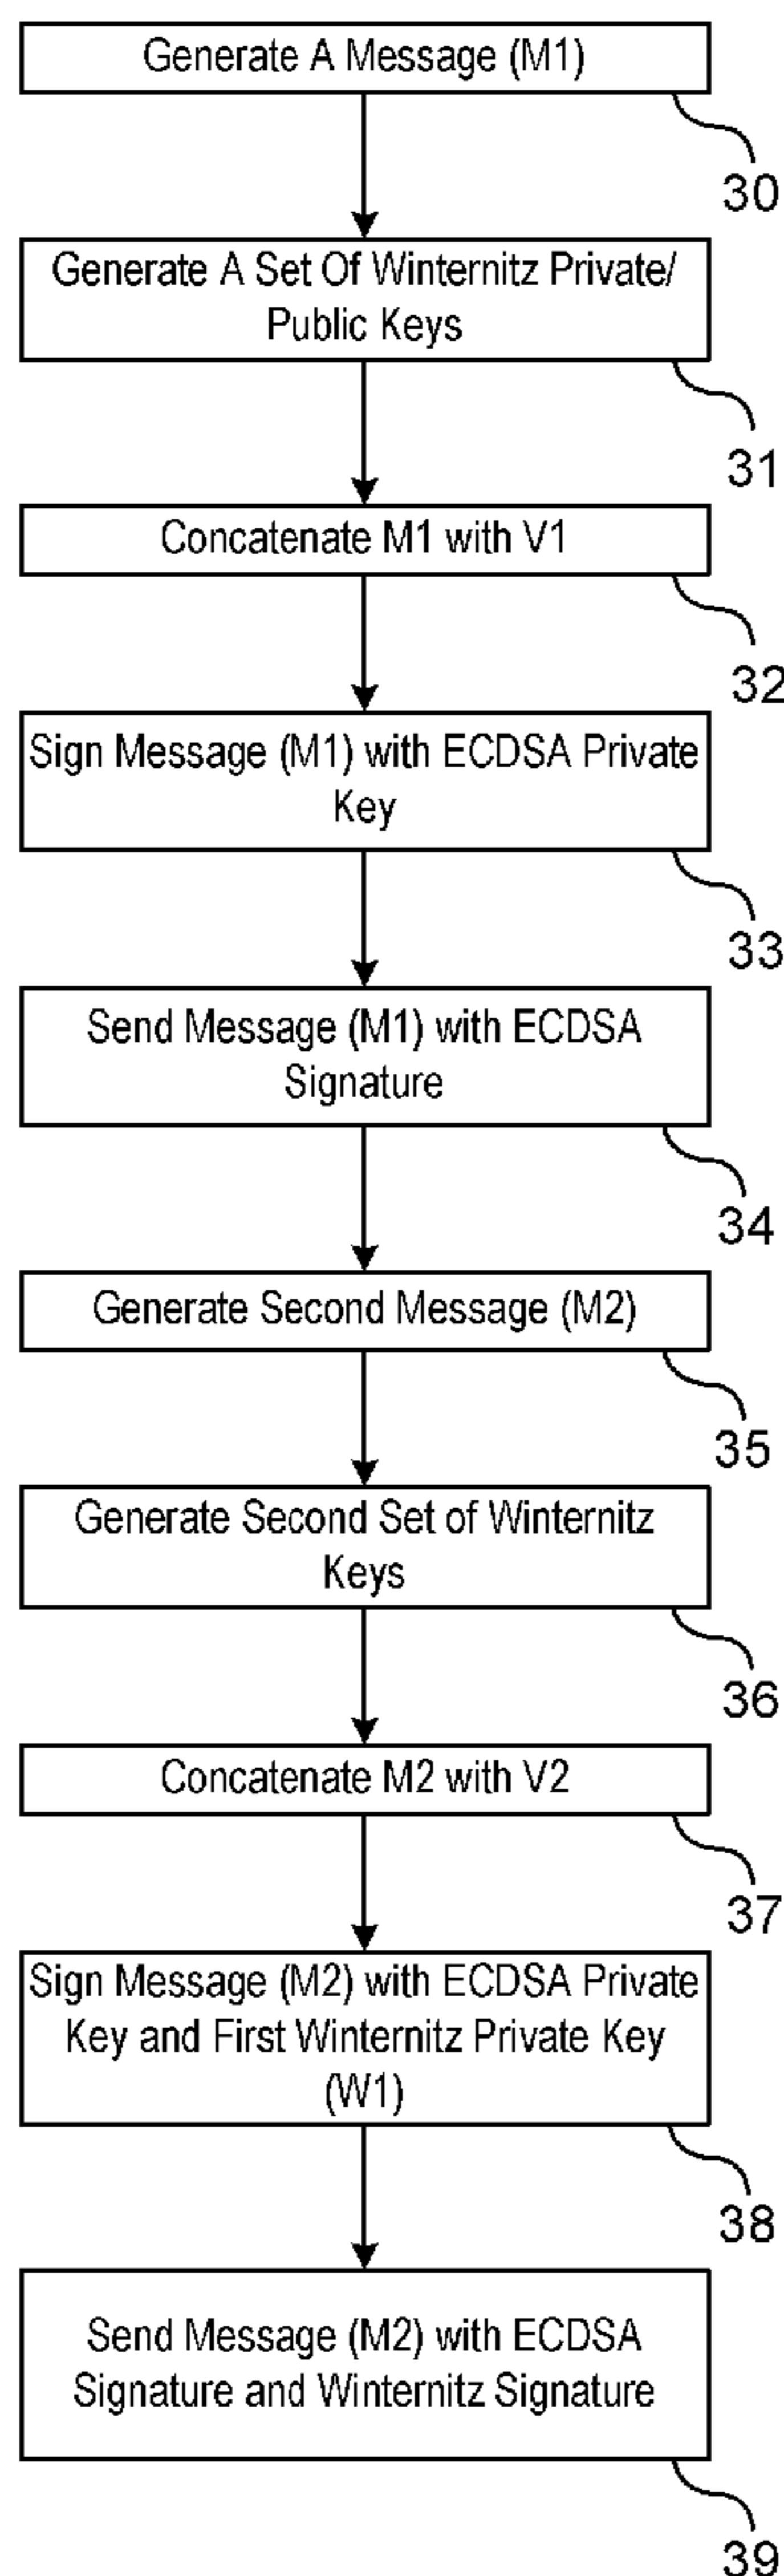 Generate A Message (M1)
30
Generate A Set Of Winternitz Private/
Public Keys
31
Concatenate M1 with V1
32
Sign Message (M1) with ECDSA Private
Key
33
Send Message (M1) with ECDSA
Signature
34
Generate Second Message (M2)
35
Generate Second Set of Winternitz
Keys
36
Concatenate M2 with V2
37
Sign Message (M2) with ECDSA Private
Key and First Winternitz Private Key
(W1)
38
Send Message (M2) with ECDSA
Signature and Winternitz Signature
39